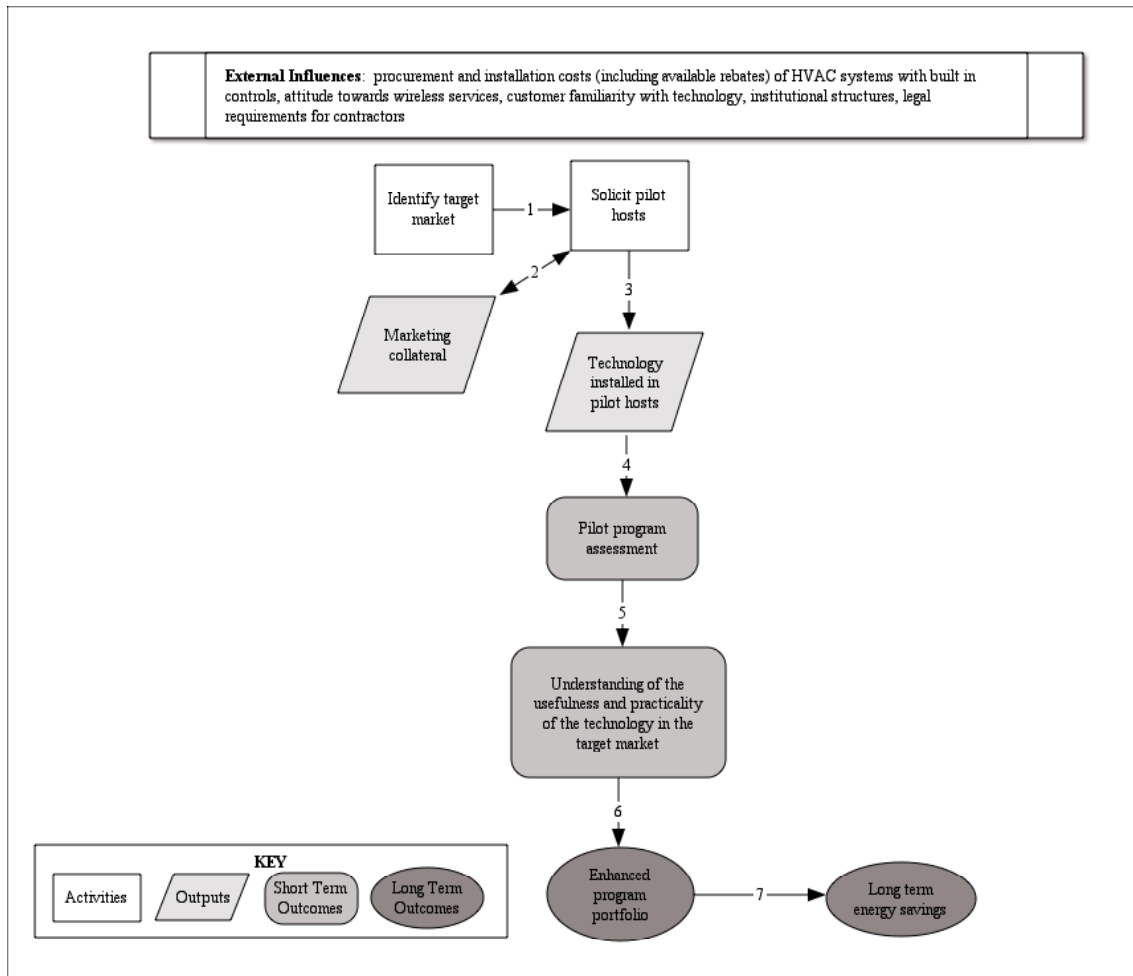 External Influences: procurement and installation costs (including available rebates) of HVAC systems with built in
controls, attitude towards wireless services, customer familiarity with technology, institutional structures, legal
requirements for contractors
Identify target
market
1
Solicit pilot
hosts
2
3
Marketing
collateral
Technology
installed in
pilot hosts
4
Pilot program
assessment
5
Understanding of the
usefulness and practicality
of the technology in the
target market
6
Enhanced
program
portfolio
7
Long term
energy savings
KEY
Activities
Outputs
Short Term
Outcomes
Long Term
Outcomes